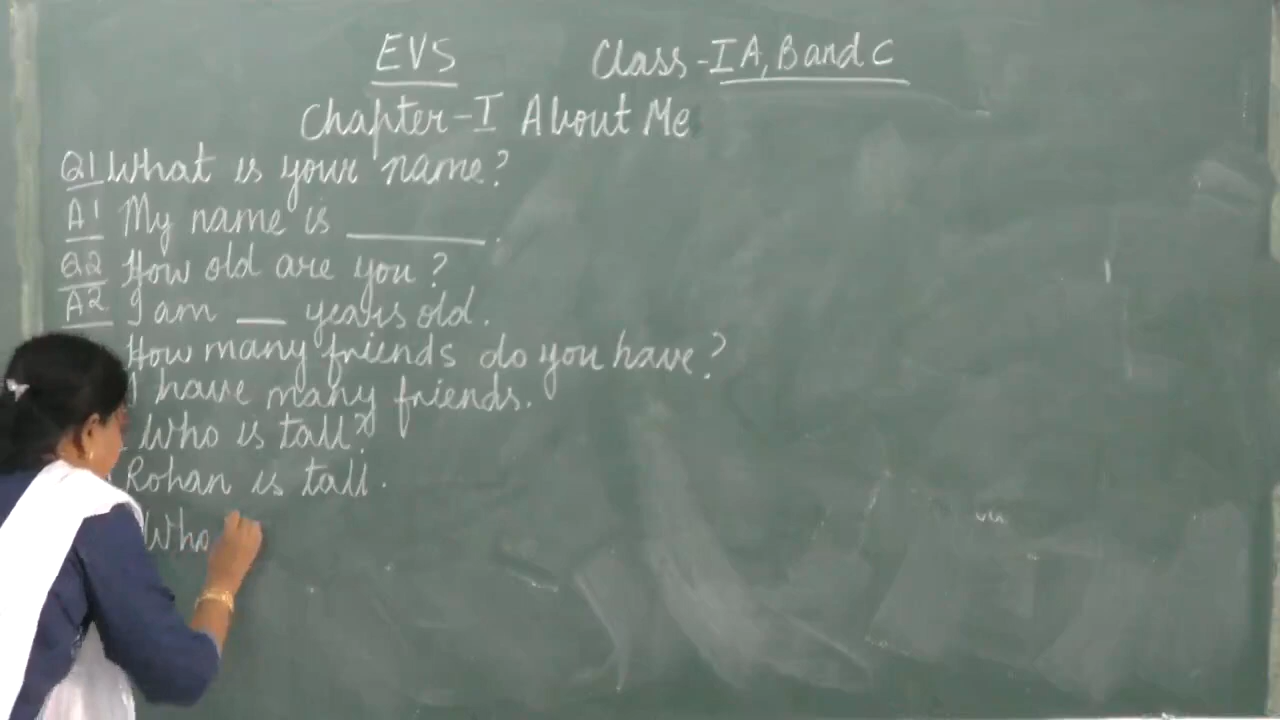 EVS Class-I A, B and C
Chapter-I About Me
Q1 What is your name?
A1 My name is ________.
Q2 How old are you?
A2 I am ___ years old.
How many friends do you have?
I have many friends.
Who is tall?
Rohan is tall.
Who